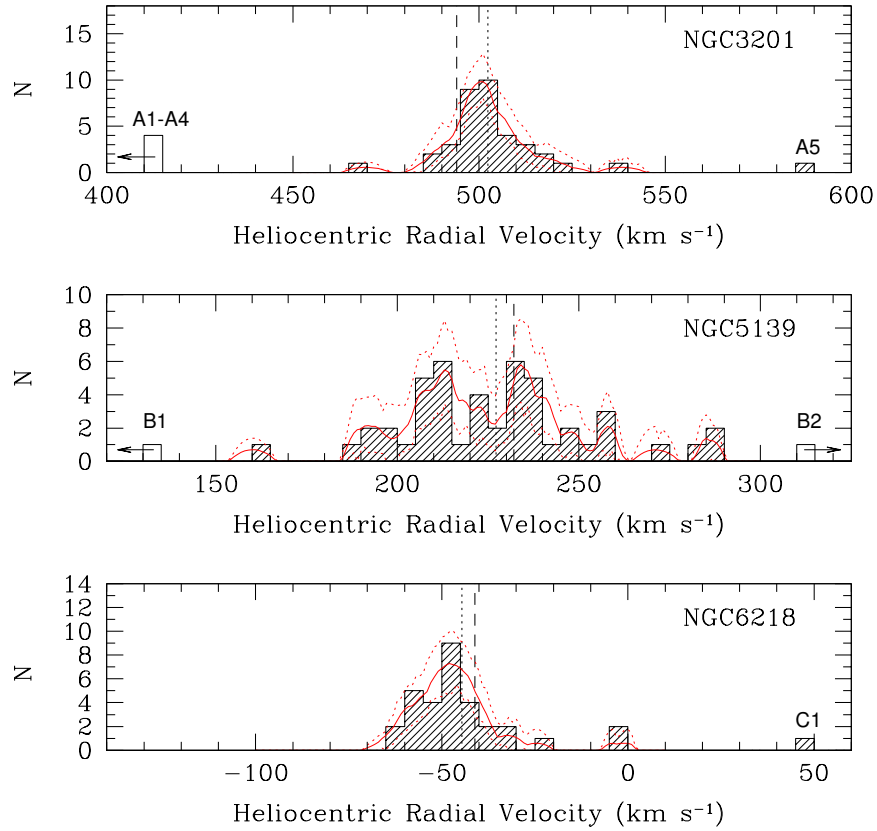 NGC3201
N
15
10
5
0
A1-A4
A5
400
450
500
550
600
Heliocentric Radial Velocity (km s⁻¹)
NGC5139
N
10
8
6
4
2
0
B1
B2
150
200
250
300
Heliocentric Radial Velocity (km s⁻¹)
NGC6218
N
14
12
10
8
6
4
2
0
C1
−100
−50
0
50
Heliocentric Radial Velocity (km s⁻¹)